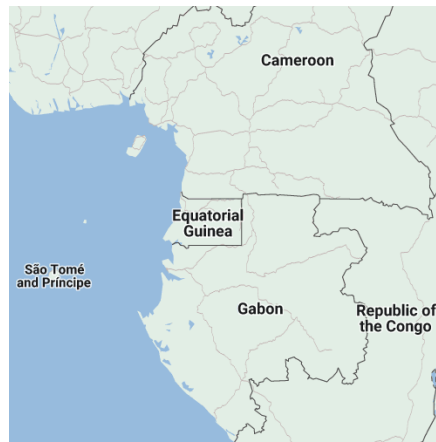 Cameroon
Equatorial
Guinea
São Tomé
and Príncipe
Gabon
Republic of
the Congo